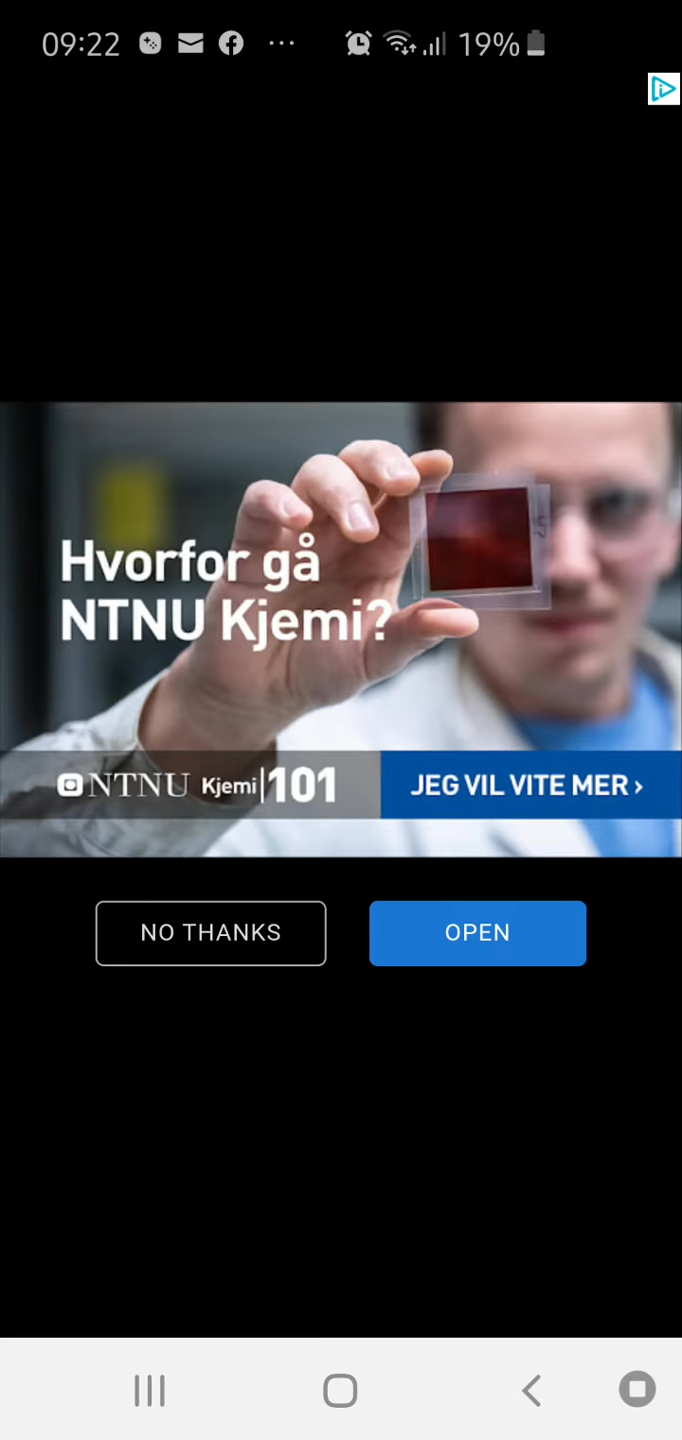 09:22 19%
Hvorfor gå
NTNU Kjemi?
NTNU Kjemi|101
JEG VIL VITE MER ›
NO THANKS
OPEN